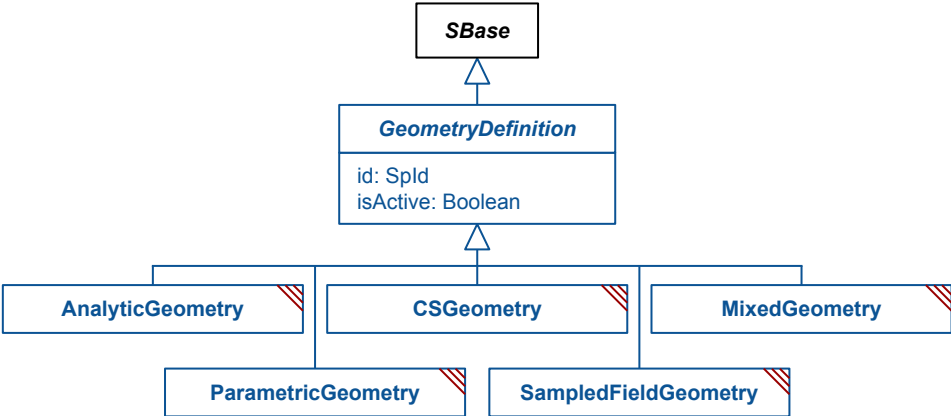 SBase
GeometryDefinition
id: SpId
isActive: Boolean
AnalyticGeometry
CSGeometry
MixedGeometry
ParametricGeometry
SampledFieldGeometry